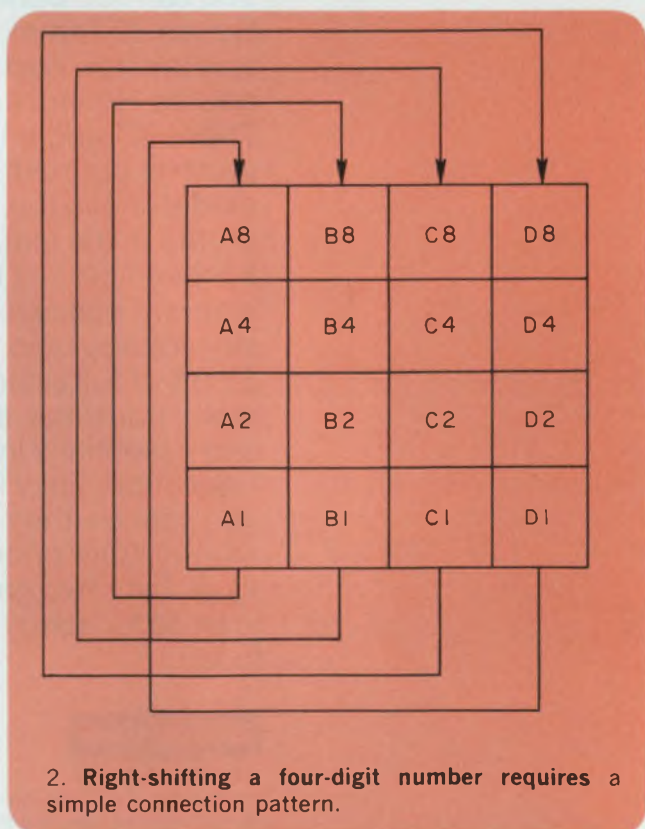 A8 B8 C8 D8
A4 B4 C4 D4
A2 B2 C2 D2
A1 B1 C1 D1
2. Right-shifting a four-digit number requires a
simple connection pattern.